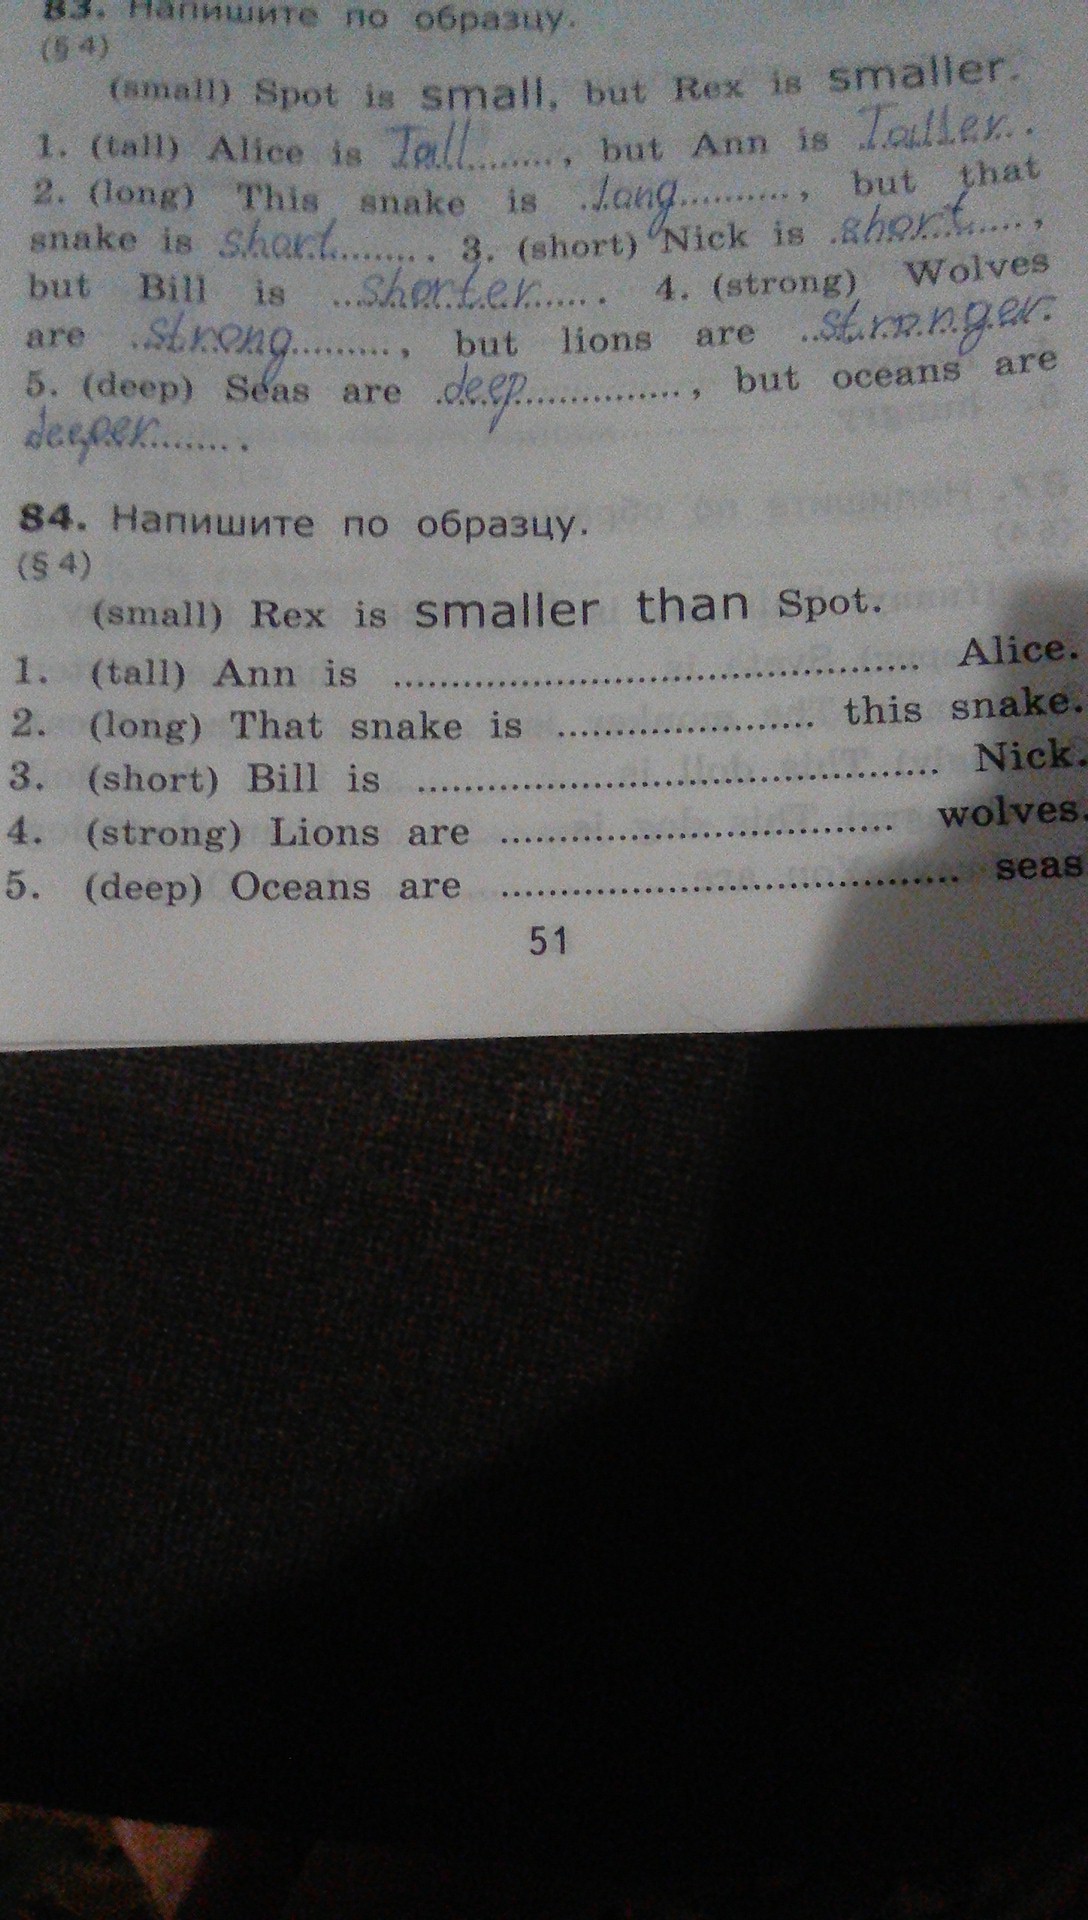 83. Напишите по образцу.
(§ 4)
(small) Spot is small, but Rex is smaller.
1. (tall) Alice is Tall........, but Ann is Taller...
2. (long) This snake is .long.........., but that
snake is short......... 3. (short) Nick is .short.....,
but Bill is ...shorter...... 4. (strong) Wolves
are ..strong........., but lions are ..stronger.
5. (deep) Seas are .deep.............., but oceans are
deeper........ .
84. Напишите по образцу.
(§ 4)
(small) Rex is smaller than Spot.
1. (tall) Ann is ............................................ Alice.
2. (long) That snake is ...................... this snake.
3. (short) Bill is ............................................ Nick.
4. (strong) Lions are ................................. wolves.
5. (deep) Oceans are ....................................... seas
51